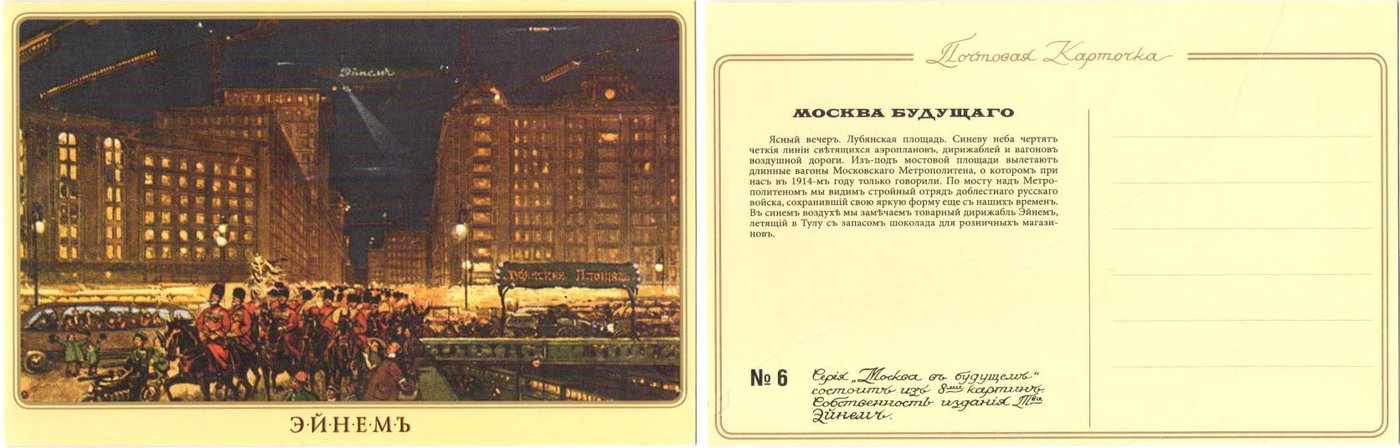 Эйнемъ
Лубянская Площадь
Э·Й·Н·Е·М·Ъ
Почтовая Карточка
МОСКВА БУДУЩАГО
Ясный вечеръ. Лубянская площадь. Синеву неба чертятъ
четкія линіи свѣтящихся аэроплановъ, дирижаблей и вагоновъ
воздушной дороги. Изъ-подъ мостовой площади вылетаютъ
длинные вагоны Московскаго Метрополитена, о которомъ при
насъ въ 1914-мъ году только говорили. По мосту надъ Метро-
политеномъ мы видимъ стройный отрядъ доблестнаго русскаго
войска, сохранившій свою яркую форму еще съ нашихъ временъ.
Въ синемъ воздухѣ мы замѣчаемъ товарный дирижабль Эйнемъ,
летящій в Тулу съ запасомъ шоколада для розничныхъ магази-
новъ.
№ 6
Серія „Москва въ будущемъ"
состоитъ изъ 8ми картинъ.
Собственность изданія Тва
Эйнемъ.